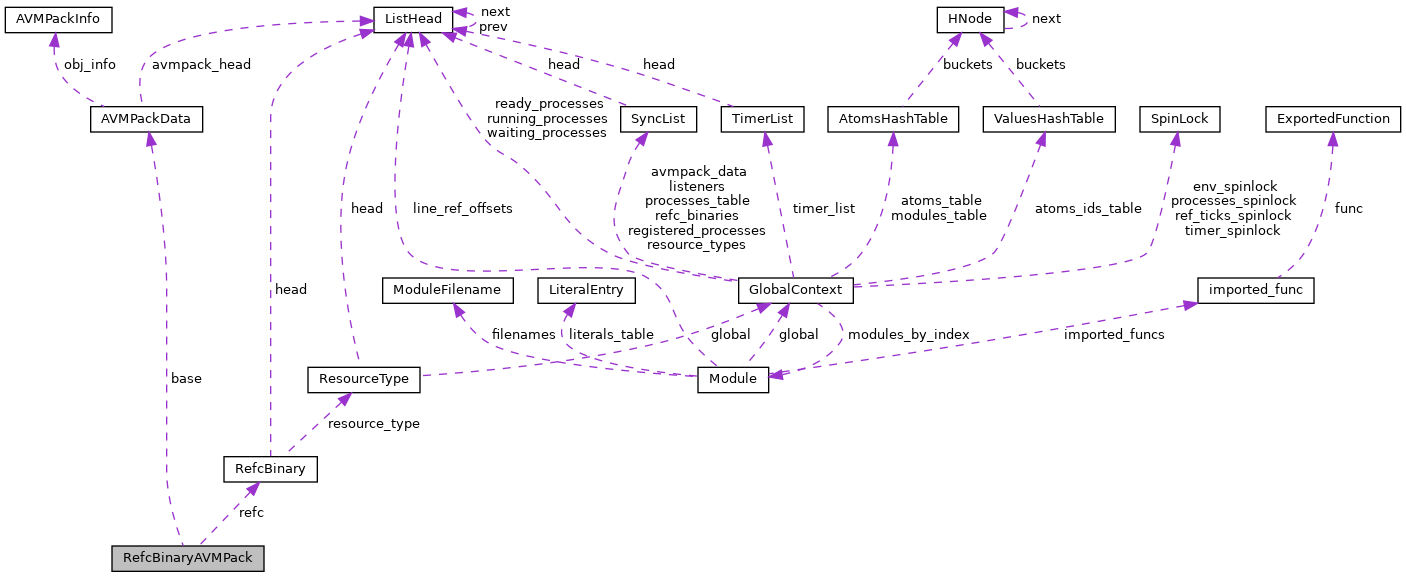 AVMPackInfo
ListHead
next
prev
HNode
next
obj_info
avmpack_head
head
head
buckets
buckets
AVMPackData
ready_processes
running_processes
waiting_processes
SyncList
TimerList
AtomsHashTable
ValuesHashTable
SpinLock
ExportedFunction
head
line_ref_offsets
avmpack_data
listeners
processes_table
refc_binaries
registered_processes
resource_types
timer_list
atoms_table
modules_table
atoms_ids_table
env_spinlock
processes_spinlock
ref_ticks_spinlock
timer_spinlock
func
head
ModuleFilename
LiteralEntry
GlobalContext
imported_func
filenames
literals_table
global
global
modules_by_index
imported_funcs
base
ResourceType
Module
resource_type
RefcBinary
refc
RefcBinaryAVMPack